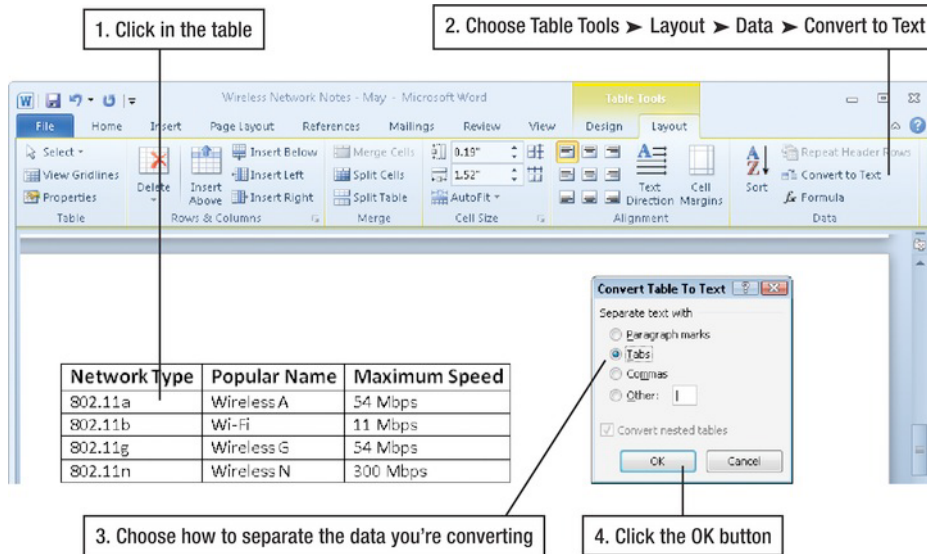 1. Click in the table
2. Choose Table Tools ➤ Layout ➤ Data ➤ Convert to Text
W
Wireless Network Notes - May - Microsoft Word
Table Tools
File Home Insert Page Layout References Mailings Review View Design Layout
Select
Insert Below
Merge Cells
0.19"
Repeat Header Rows
View Gridlines
Insert Left
Split Cells
1.52"
Convert to Text
Properties
Delete
Insert Above
Insert Right
Split Table
AutoFit
Text Direction
Cell Margins
Sort
Formula
Table Rows & Columns Merge Cell Size Alignment Data
Convert Table To Text
Separate text with
Paragraph marks
Tabs
Commas
Other:
Convert nested tables
OK Cancel
Network Type Popular Name Maximum Speed
802.11a Wireless A 54 Mbps
802.11b Wi-Fi 11 Mbps
802.11g Wireless G 54 Mbps
802.11n Wireless N 300 Mbps
3. Choose how to separate the data you're converting
4. Click the OK button